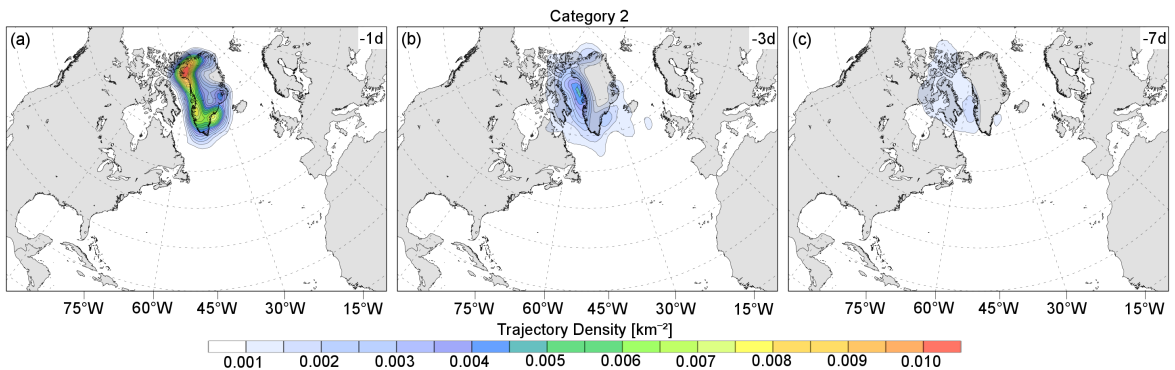 Category 2
(a) -1d (b) -3d (c) -7d
75°W 60°W 45°W 30°W 15°W 75°W 60°W 45°W 30°W 15°W 75°W 60°W 45°W 30°W 15°W
Trajectory Density [km⁻²]
0.001 0.002 0.003 0.004 0.005 0.006 0.007 0.008 0.009 0.010